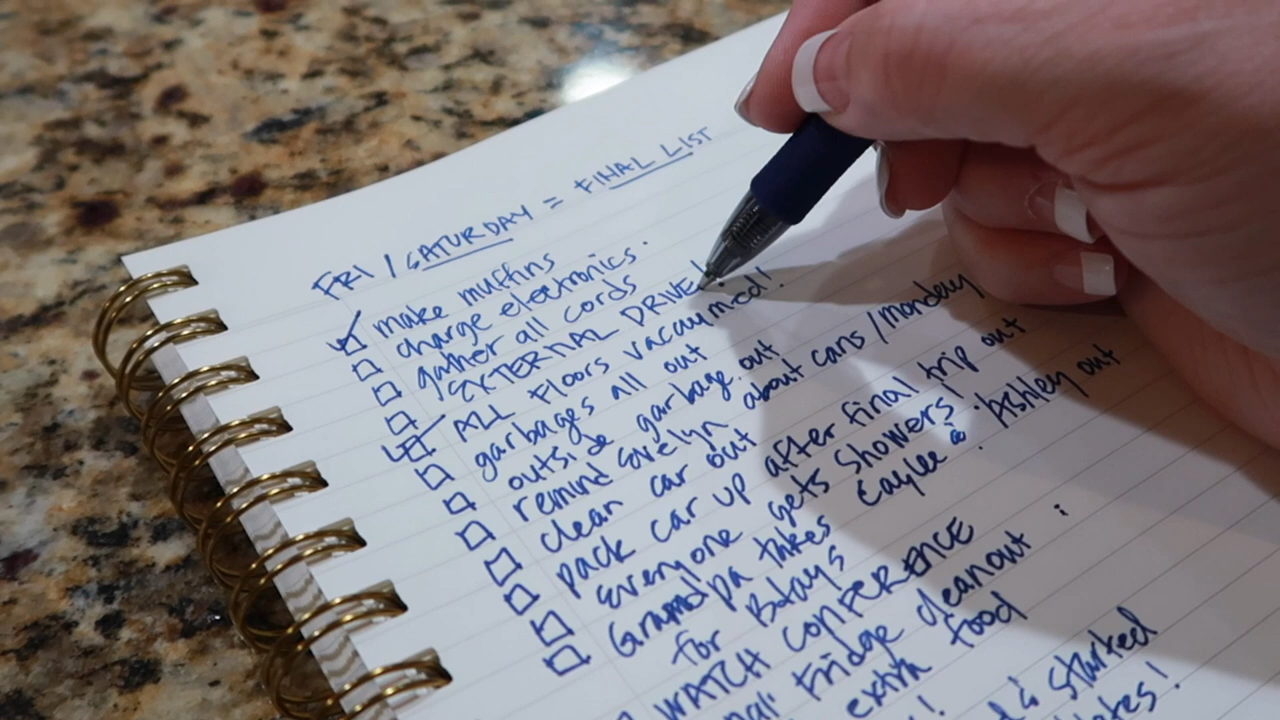 FRI / SATURDAY = FINAL LIST
make muffins
charge electronics
gather all cords
EXTERNAL DRIVE!
ALL Floors vacuumed!
garbages all out
outside garbage out
remind Evelyn about cans / monday
clean car out
pack car up after final trip out
everyone gets showers
Grandpa takes Caylee & Ashley out
for Bdays
WATCH CONFERENCE
Fridge cleanout
extra food
& started
!